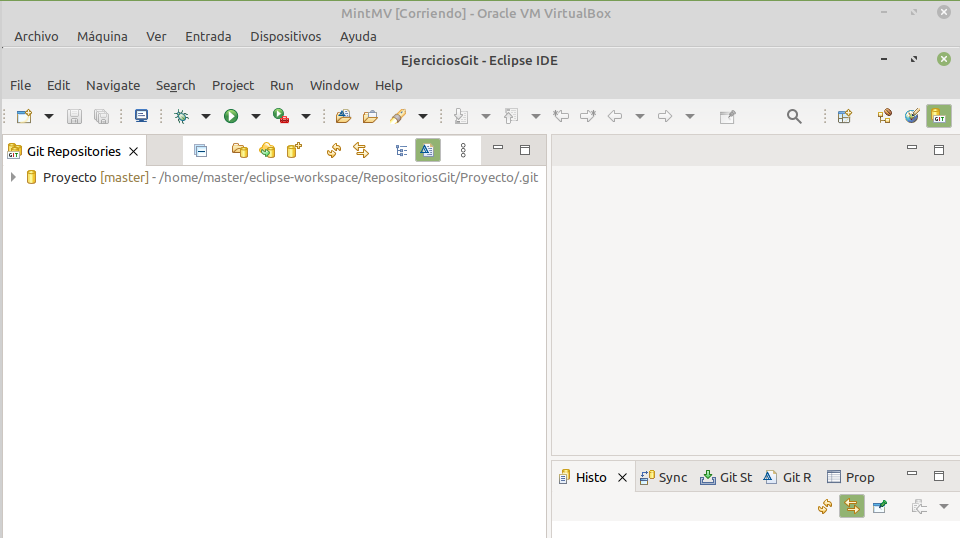 MintMV [Corriendo] - Oracle VM VirtualBox
Archivo Máquina Ver Entrada Dispositivos Ayuda
EjerciciosGit - Eclipse IDE
File Edit Navigate Search Project Run Window Help
GIT
GIT Git Repositories
Proyecto [master] - /home/master/eclipse-workspace/RepositoriosGit/Proyecto/.git
Histo Sync Git St Git R Prop